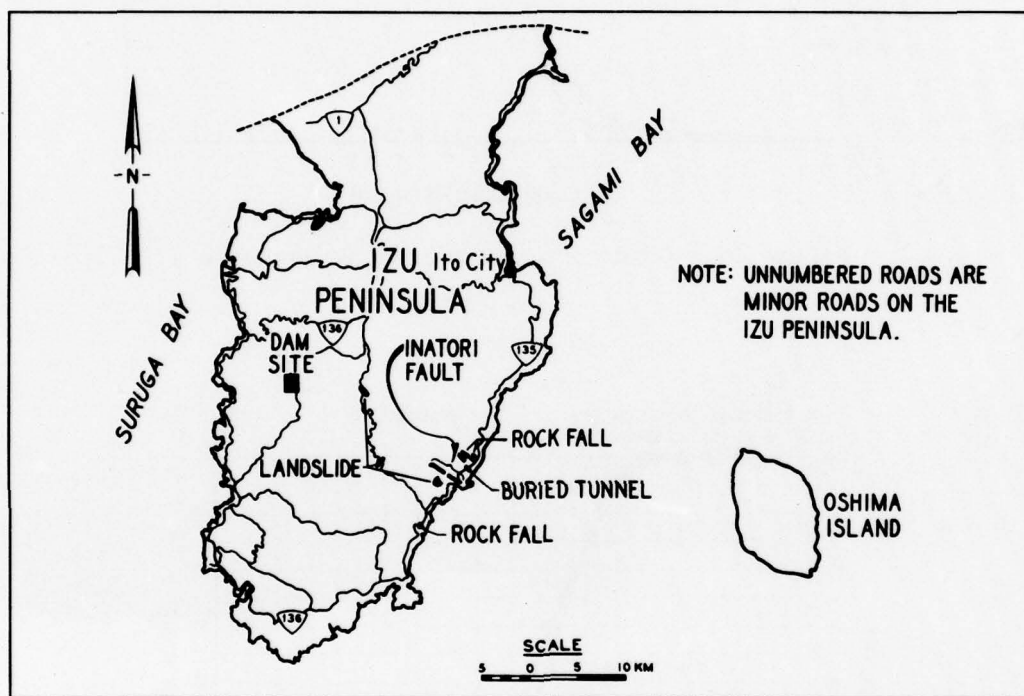 1
N
SAGAMI BAY
IZU
PENINSULA
Ito City
NOTE: UNNUMBERED ROADS ARE
MINOR ROADS ON THE
IZU PENINSULA.
SURUGA BAY
136
DAM
SITE
INATORI
FAULT
135
ROCK FALL
LANDSLIDE
BURIED TUNNEL
ROCK FALL
OSHIMA
ISLAND
136
SCALE
5 0 5 10 KM